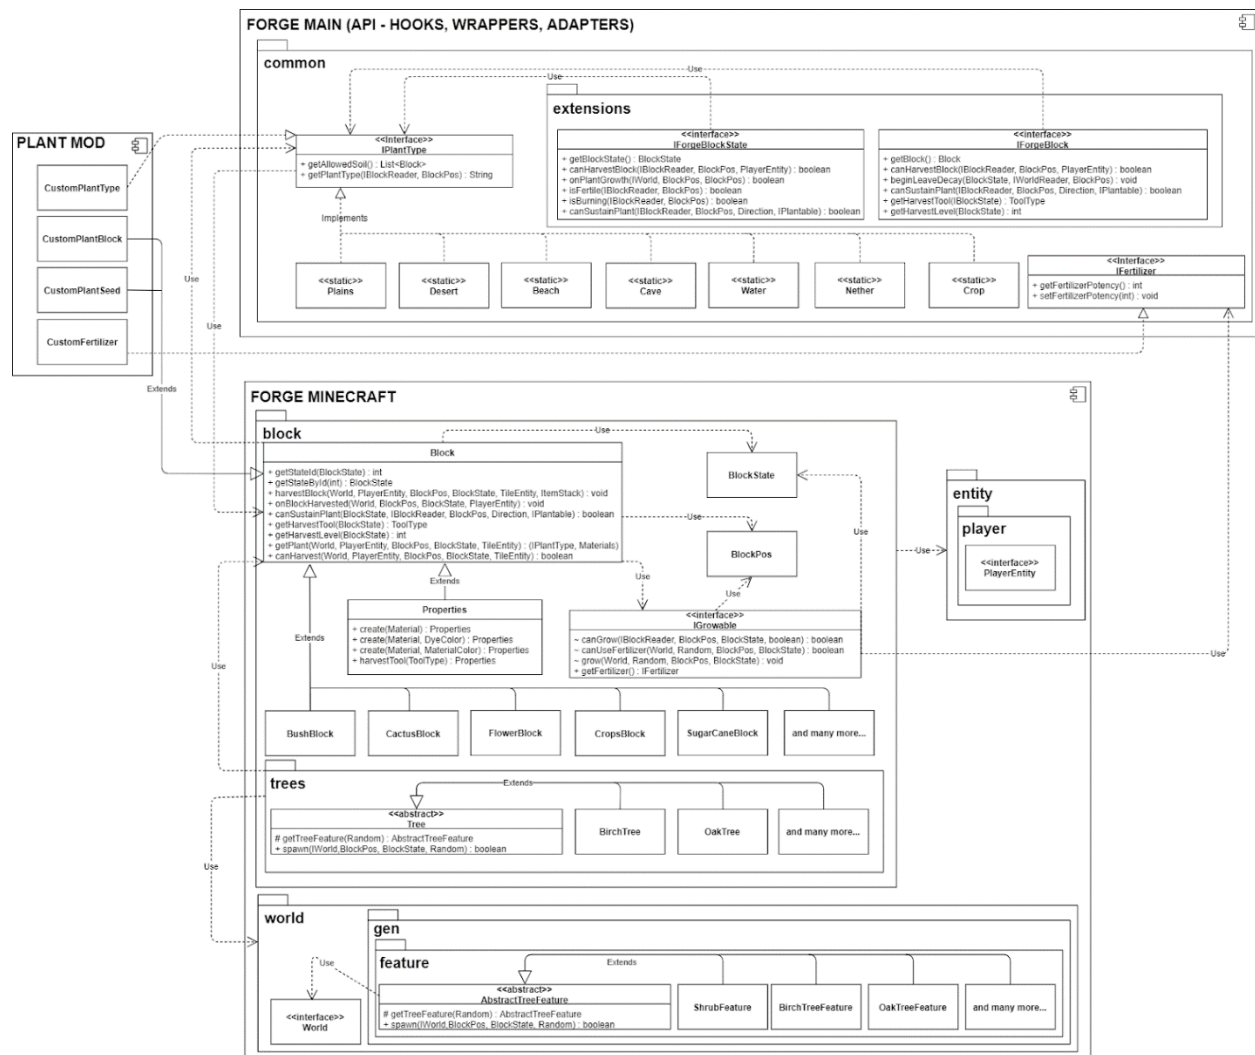 FORGE MAIN (API - HOOKS, WRAPPERS, ADAPTERS)
common
Use
Use
extensions
<<interface>>
IForgeBlockState
+ getBlockState() : BlockState
+ canHarvestBlock(IBlockReader, BlockPos, PlayerEntity) : boolean
+ onPlantGrowth(IWorld, BlockPos, BlockPos) : boolean
+ isFertile(IBlockReader, BlockPos) : boolean
+ isBurning(IBlockReader, BlockPos) : boolean
+ canSustainPlant(IBlockReader, BlockPos, Direction, IPlantable) : boolean
<<interface>>
IForgeBlock
+ getBlock() : Block
+ canHarvestBlock(IBlockReader, BlockPos, PlayerEntity) : boolean
+ beginLeaveDecay(BlockState, IWorldReader, BlockPos) : void
+ canSustainPlant(IBlockReader, BlockPos, Direction, IPlantable) : boolean
+ getHarvestTool(IBlockState) : ToolType
+ getHarvestLevel(BlockState) : int
<<Interface>>
IPlantType
+ getAllowedSoil() : List<Block>
+ getPlantType(IBlockReader, BlockPos) : String
Implements
<<static>>
Plains
<<static>>
Desert
<<static>>
Beach
<<static>>
Cave
<<static>>
Water
<<static>>
Nether
<<static>>
Crop
<<Interface>>
IFertilizer
+ getFertilizerPotency() : int
+ setFertilizerPotency(int) : void
PLANT MOD
CustomPlantType
CustomPlantBlock
CustomPlantSeed
CustomFertilizer
Use
Use
Extends
FORGE MINECRAFT
block
Block
+ getStateId(BlockState) : int
+ getStateById(int) : BlockState
+ harvestBlock(World, PlayerEntity, BlockPos, BlockState, TileEntity, ItemStack) : void
+ onBlockHarvested(World, BlockPos, BlockState, PlayerEntity) : void
+ canSustainPlant(BlockState, IBlockReader, BlockPos, Direction, IPlantable) : boolean
+ getHarvestTool(BlockState) : ToolType
+ getHarvestLevel(BlockState) : int
+ getPlant(World, PlayerEntity, BlockPos, BlockState, TileEntity) : (IPlantType, Materials)
+ canHarvest(World, PlayerEntity, BlockPos, BlockState, TileEntity) : boolean
Use
BlockState
Use
BlockPos
Use
Use
Use
Use
entity
player
<<interface>>
PlayerEntity
Extends
Extends
Properties
+ create(Material) : Properties
+ create(Material, DyeColor) : Properties
+ create(Material, MaterialColor) : Properties
+ harvestTool(ToolType) : Properties
<<interface>>
IGrowable
~ canGrow(IBlockReader, BlockPos, BlockState, boolean) : boolean
~ canUseFertilizer(World, Random, BlockPos, BlockState) : boolean
~ grow(World, Random, BlockPos, BlockState) : void
+ getFertilizer() : IFertilizer
Use
Use
BushBlock
CactusBlock
FlowerBlock
CropsBlock
SugarCaneBlock
and many more...
trees
Extends
<<abstract>>
Tree
# getTreeFeature(Random) : AbstractTreeFeature
+ spawn(IWorld,BlockPos, BlockState, Random) : boolean
BirchTree
OakTree
and many more...
Use
world
gen
feature
Use
Extends
<<interface>>
World
<<abstract>>
AbstractTreeFeature
# getTreeFeature(Random) : AbstractTreeFeature
+ spawn(IWorld,BlockPos, BlockState, Random) : boolean
ShrubFeature
BirchTreeFeature
OakTreeFeature
and many more...